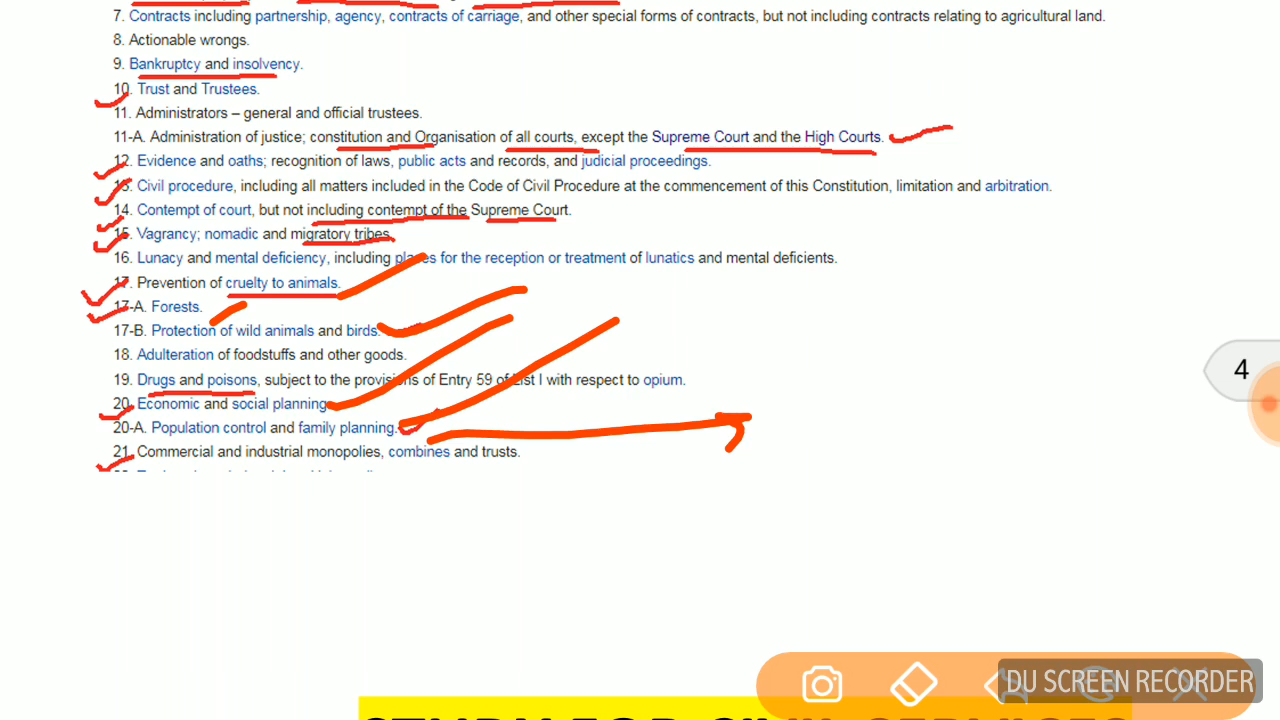 7. Contracts including partnership, agency, contracts of carriage, and other special forms of contracts, but not including contracts relating to agricultural land.
8. Actionable wrongs.
9. Bankruptcy and insolvency.
10. Trust and Trustees.
11. Administrators – general and official trustees.
11-A. Administration of justice; constitution and Organisation of all courts, except the Supreme Court and the High Courts.
12. Evidence and oaths; recognition of laws, public acts and records, and judicial proceedings.
13. Civil procedure, including all matters included in the Code of Civil Procedure at the commencement of this Constitution, limitation and arbitration.
14. Contempt of court, but not including contempt of the Supreme Court.
15. Vagrancy; nomadic and migratory tribes.
16. Lunacy and mental deficiency, including places for the reception or treatment of lunatics and mental deficients.
17. Prevention of cruelty to animals.
17-A. Forests.
17-B. Protection of wild animals and birds.
18. Adulteration of foodstuffs and other goods.
19. Drugs and poisons, subject to the provisions of Entry 59 of List I with respect to opium.
20. Economic and social planning
20-A. Population control and family planning.
21. Commercial and industrial monopolies, combines and trusts.
4
DU SCREEN RECORDER